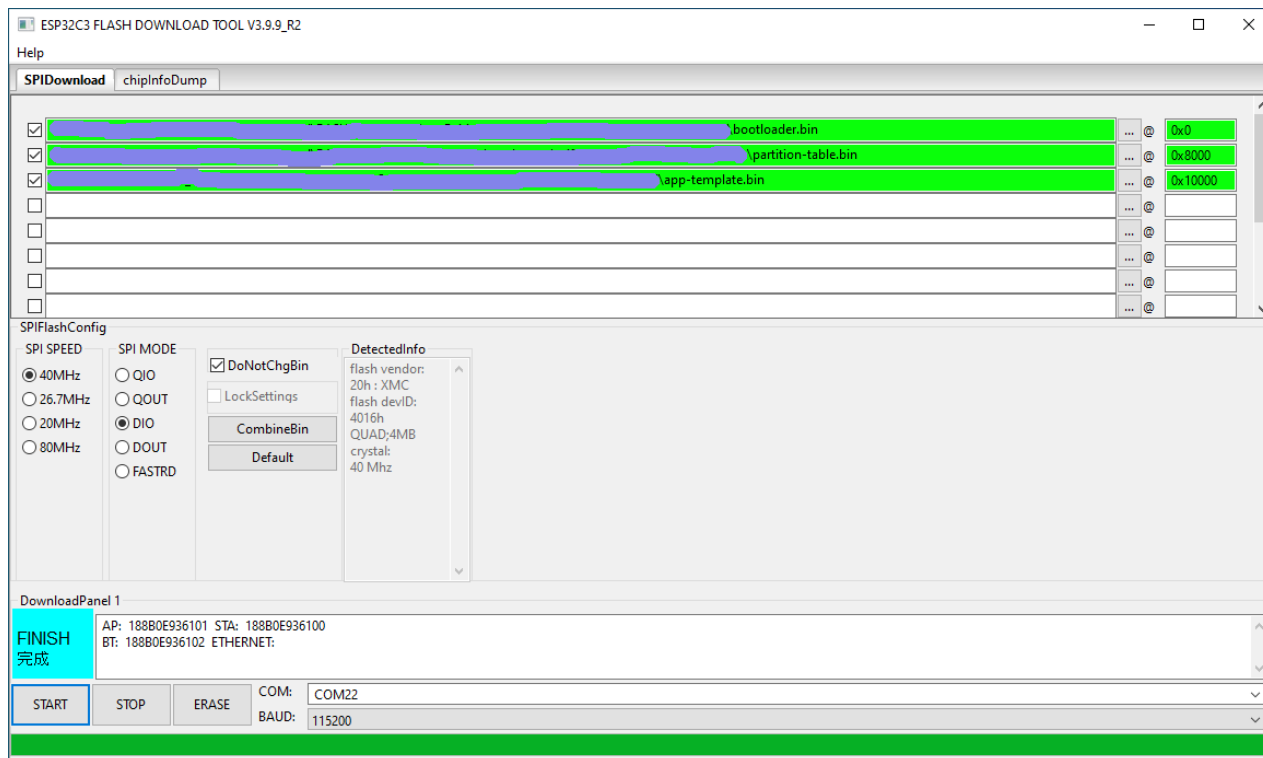 ESP32C3 FLASH DOWNLOAD TOOL V3.9.9_R2
Help
SPIDownload chipInfoDump
\bootloader.bin ... @ 0x0
\partition-table.bin ... @ 0x8000
\app-template.bin ... @ 0x10000
... @
... @
... @
... @
... @
SPIFlashConfig
SPI SPEED
40MHz
26.7MHz
20MHz
80MHz
SPI MODE
QIO
QOUT
DIO
DOUT
FASTRD
DoNotChgBin
LockSettings
CombineBin
Default
DetectedInfo
flash vendor:
20h : XMC
flash devID:
4016h
QUAD;4MB
crystal:
40 Mhz
DownloadPanel 1
FINISH
完成
AP: 188B0E936101 STA: 188B0E936100
BT: 188B0E936102 ETHERNET:
START STOP ERASE
COM: COM22
BAUD: 115200